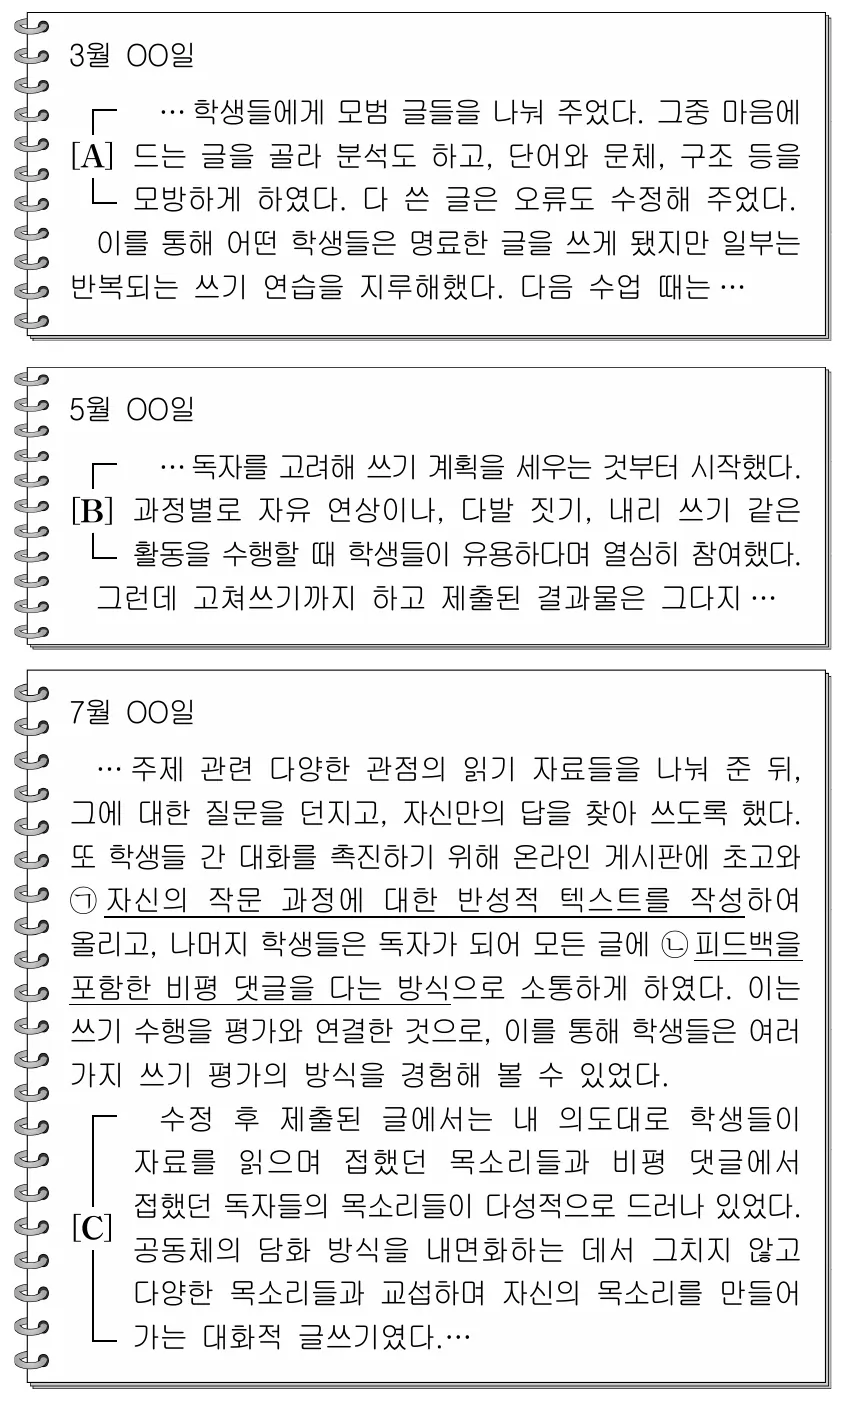 3월 ○○일
… 학생들에게 모범 글들을 나눠 주었다. 그중 마음에
[A] 드는 글을 골라 분석도 하고, 단어와 문체, 구조 등을
모방하게 하였다. 다 쓴 글은 오류도 수정해 주었다.
이를 통해 어떤 학생들은 명료한 글을 쓰게 됐지만 일부는
반복되는 쓰기 연습을 지루해했다. 다음 수업 때는 …
5월 ○○일
… 독자를 고려해 쓰기 계획을 세우는 것부터 시작했다.
[B] 과정별로 자유 연상이나, 다발 짓기, 내리 쓰기 같은
활동을 수행할 때 학생들이 유용하다며 열심히 참여했다.
그런데 고쳐쓰기까지 하고 제출된 결과물은 그다지 …
7월 ○○일
… 주제 관련 다양한 관점의 읽기 자료들을 나눠 준 뒤,
그에 대한 질문을 던지고, 자신만의 답을 찾아 쓰도록 했다.
또 학생들 간 대화를 촉진하기 위해 온라인 게시판에 초고와
㉠ 자신의 작문 과정에 대한 반성적 텍스트를 작성하여
올리고, 나머지 학생들은 독자가 되어 모든 글에 ㉡ 피드백을
포함한 비평 댓글을 다는 방식으로 소통하게 하였다. 이는
쓰기 수행을 평가와 연결한 것으로, 이를 통해 학생들은 여러
가지 쓰기 평가의 방식을 경험해 볼 수 있었다.
수정 후 제출된 글에서는 내 의도대로 학생들이
자료를 읽으며 접했던 목소리들과 비평 댓글에서
접했던 독자들의 목소리들이 다성적으로 드러나 있었다.
[C] 공동체의 담화 방식을 내면화하는 데서 그치지 않고
다양한 목소리들과 교섭하며 자신의 목소리를 만들어
가는 대화적 글쓰기였다.…